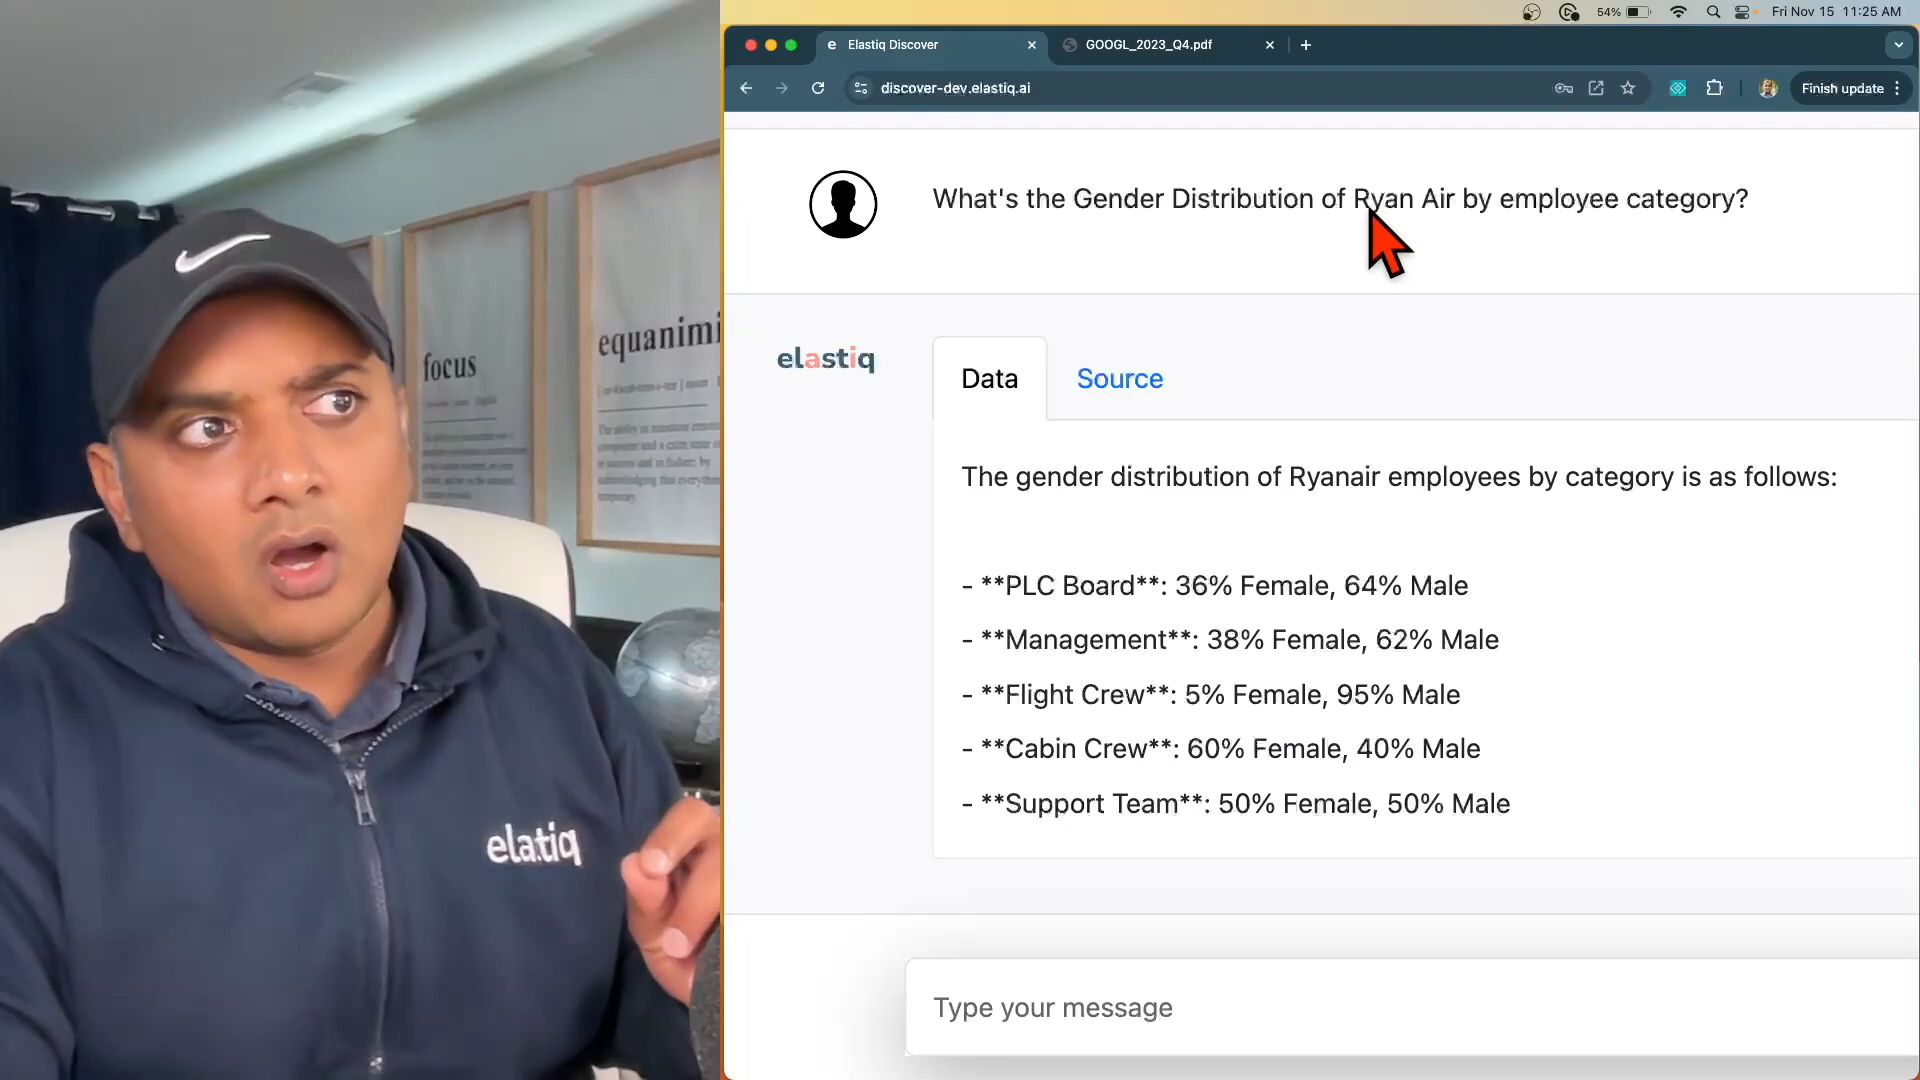 54%
Fri Nov 15 11:25 AM
e Elastiq Discover
GOOGL_2023_Q4.pdf
discover-dev.elastiq.ai
Finish update
What's the Gender Distribution of Ryan Air by employee category?
elastiq
Data
Source
The gender distribution of Ryanair employees by category is as follows:
- **PLC Board**: 36% Female, 64% Male
- **Management**: 38% Female, 62% Male
- **Flight Crew**: 5% Female, 95% Male
- **Cabin Crew**: 60% Female, 40% Male
- **Support Team**: 50% Female, 50% Male
Type your message
focus
equanimi
elatiq